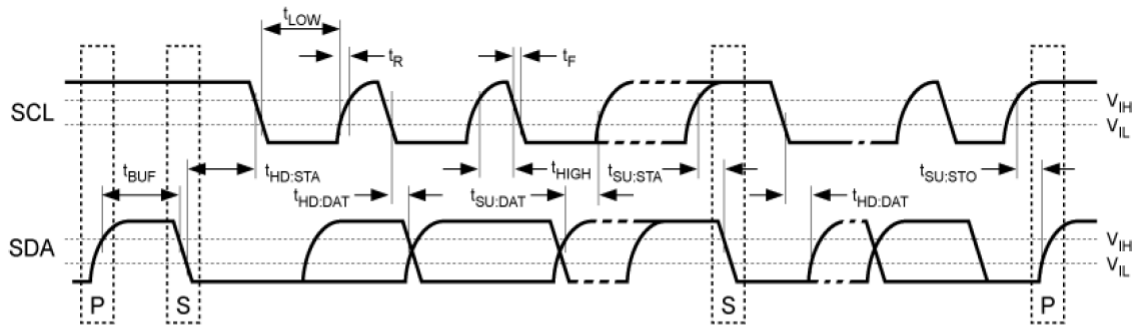 tLOW
tR
tF
SCL
VIH
VIL
tBUF
tHD:STA
tHIGH
tSU:STA
tSU:STO
tHD:DAT
tSU:DAT
tHD:DAT
SDA
VIH
VIL
P
S
S
P